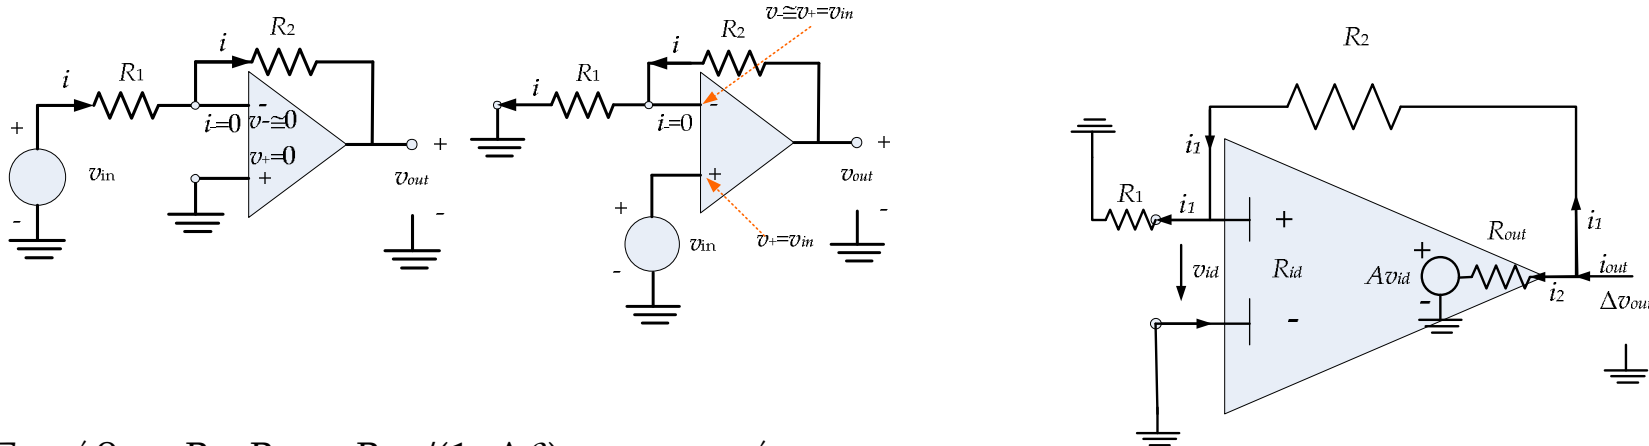 i
R1
i
R2
i-=0
v-≅0
v+=0
-
+
+
-
vin
+
vout
-
i
R1
i
R2
v-≅v+=vin
i-=0
-
+
+
-
vin
v+=vin
+
vout
-
R2
i1
R1
i1
+
vid
Rid
-
+
Avid
-
Rout
i1
iout
i2
Δvout